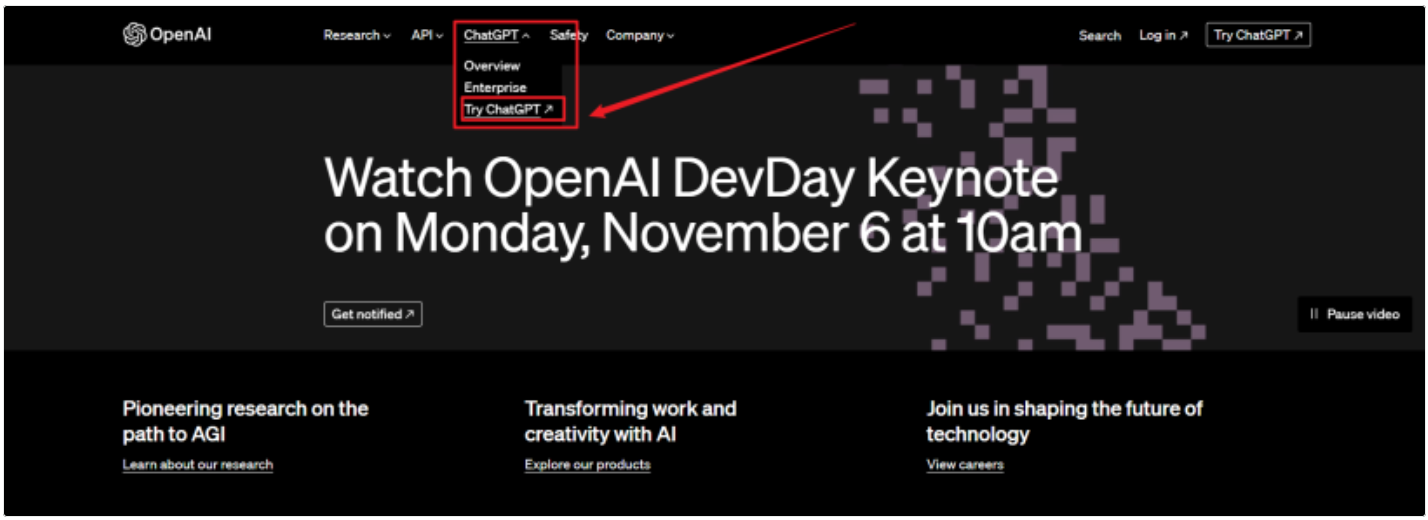 OpenAI
Research API ChatGPT Safety Company
Search Log in Try ChatGPT
Overview
Enterprise
Try ChatGPT
Watch OpenAI DevDay Keynote
on Monday, November 6 at 10am
Get notified
Pause video
Pioneering research on the
path to AGI
Learn about our research
Transforming work and
creativity with AI
Explore our products
Join us in shaping the future of
technology
View careers